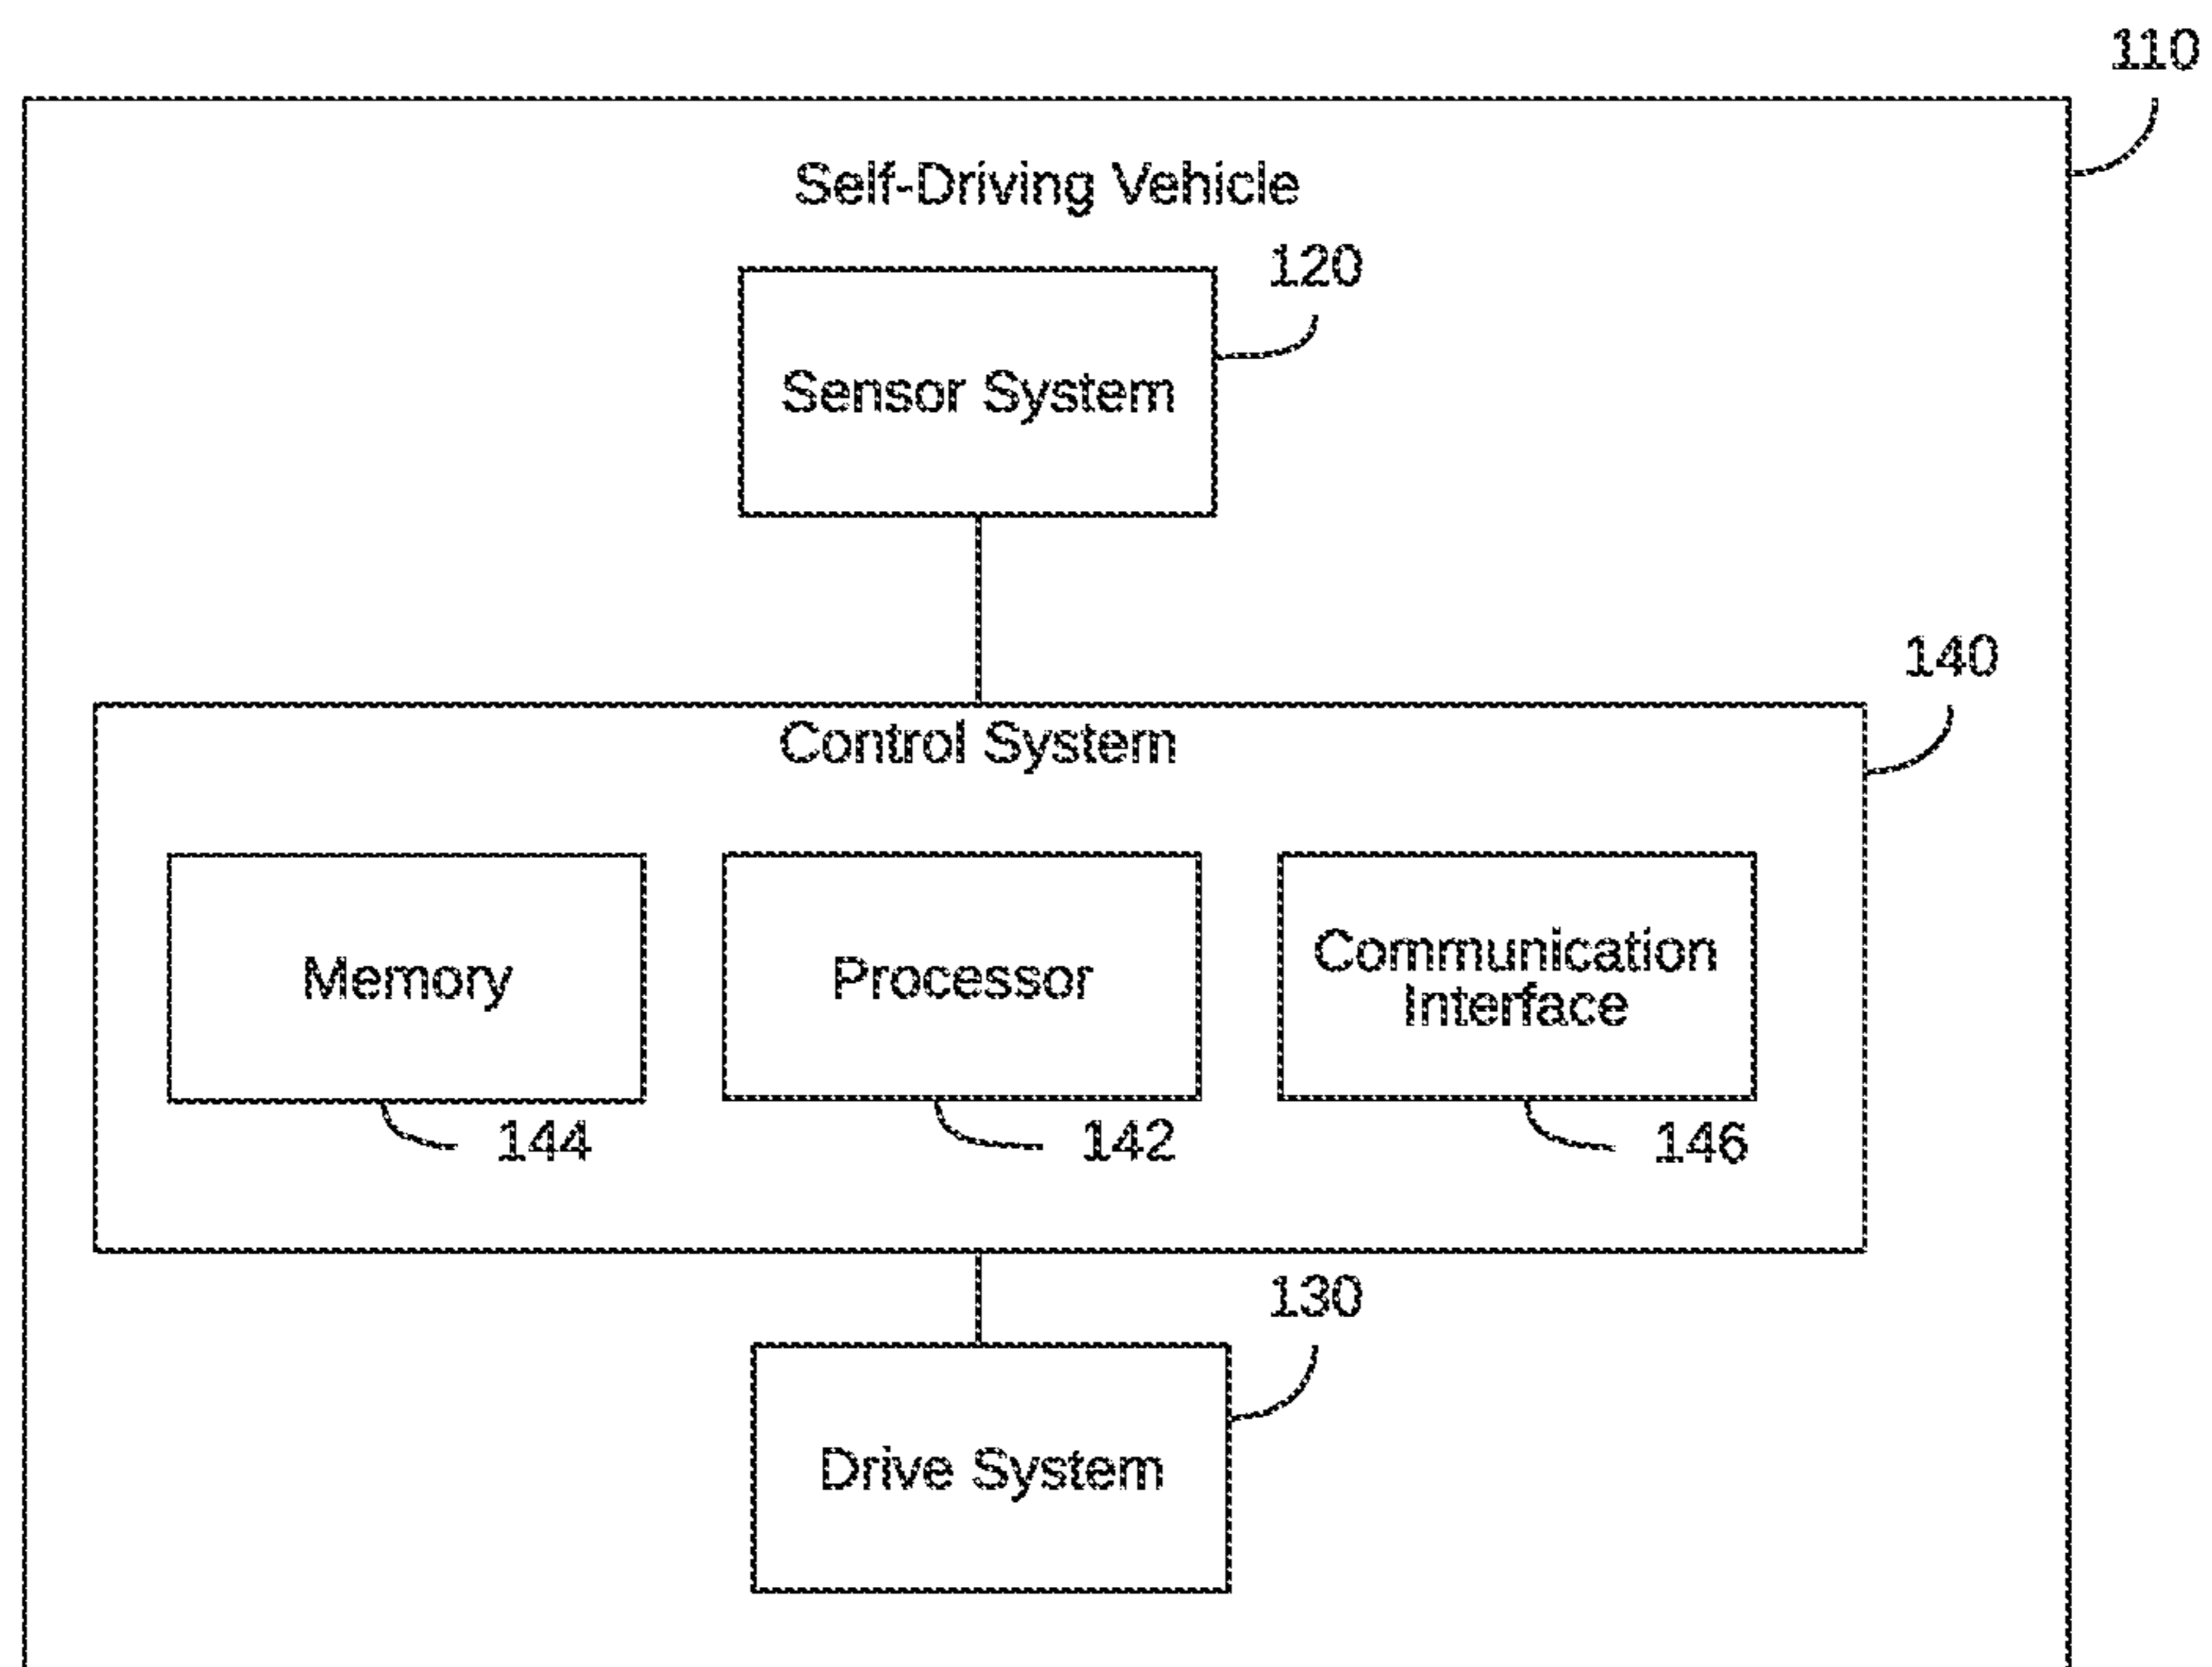 110
Self-Driving Vehicle
120
Sensor System
140
Control System
Memory
Processor
Communication
Interface
144
142
146
130
Drive System